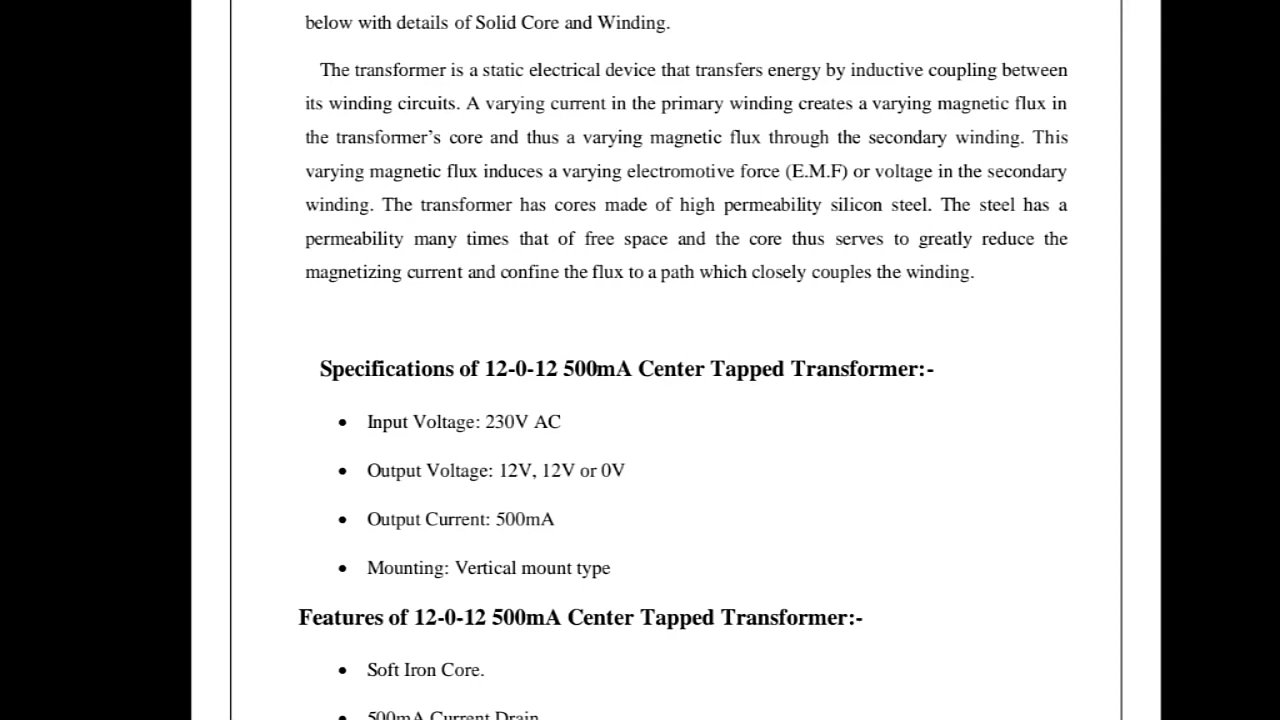 below with details of Solid Core and Winding.
The transformer is a static electrical device that transfers energy by inductive coupling between
its winding circuits. A varying current in the primary winding creates a varying magnetic flux in
the transformer’s core and thus a varying magnetic flux through the secondary winding. This
varying magnetic flux induces a varying electromotive force (E.M.F) or voltage in the secondary
winding. The transformer has cores made of high permeability silicon steel. The steel has a
permeability many times that of free space and the core thus serves to greatly reduce the
magnetizing current and confine the flux to a path which closely couples the winding.
Specifications of 12-0-12 500mA Center Tapped Transformer:-
• Input Voltage: 230V AC
• Output Voltage: 12V, 12V or 0V
• Output Current: 500mA
• Mounting: Vertical mount type
Features of 12-0-12 500mA Center Tapped Transformer:-
• Soft Iron Core.
• 500mA Current Drain